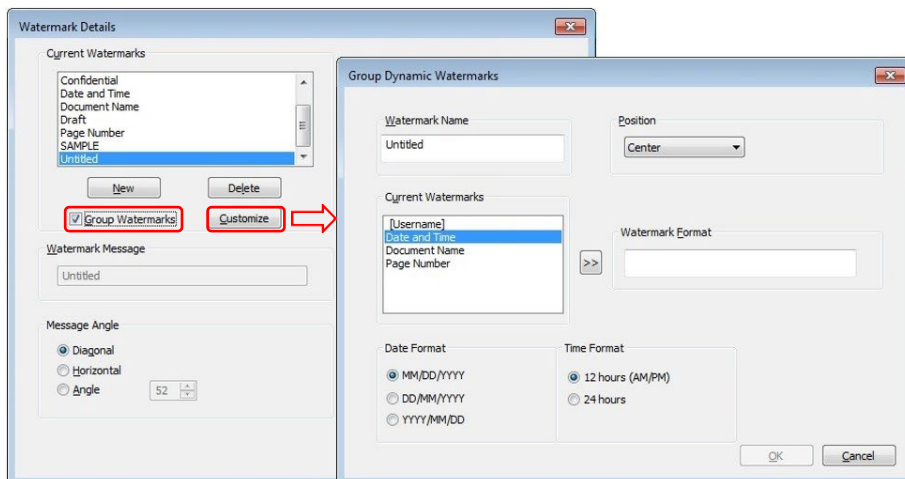 Watermark Details
Current Watermarks
Confidential
Date and Time
Document Name
Draft
Page Number
SAMPLE
Untitled
New
Delete
Group Watermarks
Customize
Watermark Message
Untitled
Message Angle
Diagonal
Horizontal
Angle
52
Group Dynamic Watermarks
Watermark Name
Untitled
Position
Center
Current Watermarks
[Username]
Date and Time
Document Name
Page Number
>>
Watermark Format
Date Format
MM/DD/YYYY
DD/MM/YYYY
YYYY/MM/DD
Time Format
12 hours (AM/PM)
24 hours
OK
Cancel